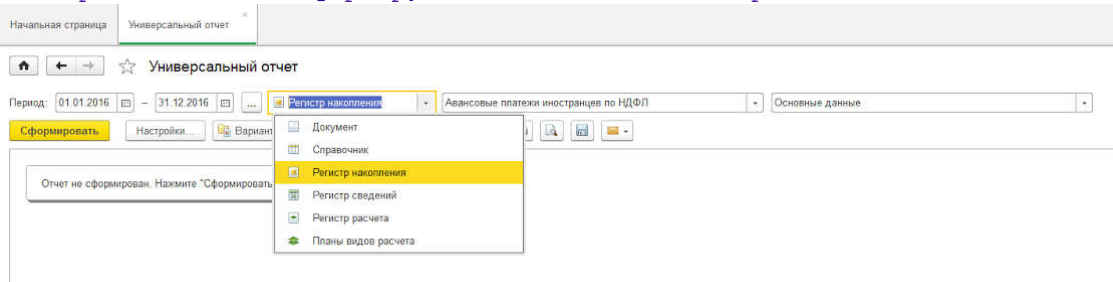 Начальная страница
Универсальный отчет ×
Универсальный отчет
Период: 01.01.2016 – 31.12.2016 ... Регистр накопления Авансовые платежи иностранцев по НДФЛ Основные данные
Сформировать Настройки... Вариант
Документ
Справочник
Регистр накопления
Регистр сведений
Регистр расчета
Планы видов расчета
Отчет не сформирован. Нажмите "Сформировать